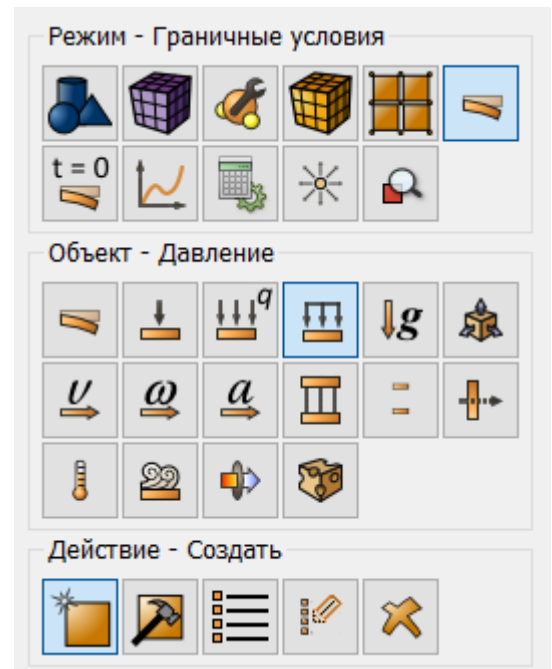 Режим - Граничные условия
t = 0
Объект - Давление
q
g
υ ω a
Действие - Создать